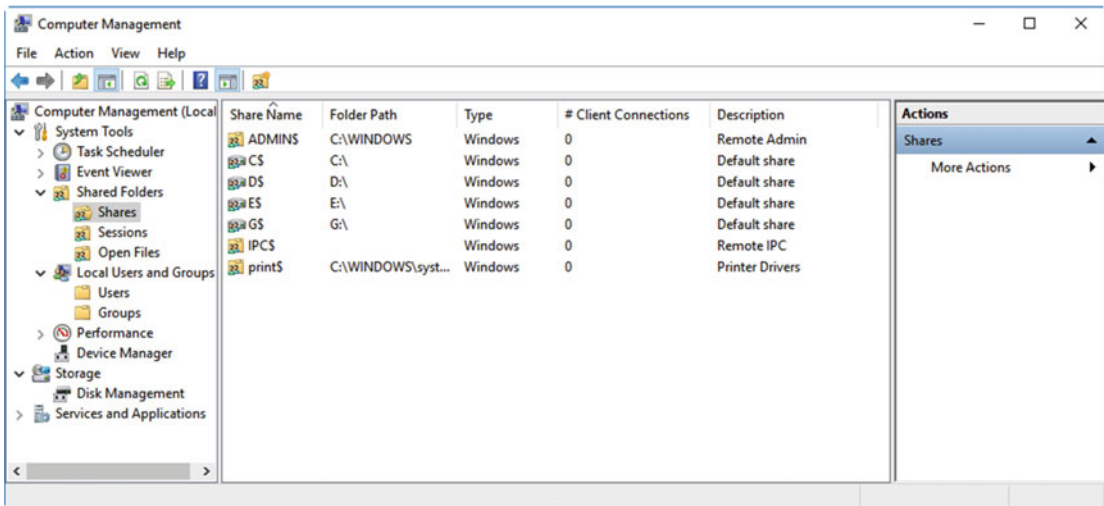 Computer Management
File Action View Help
Computer Management (Local
System Tools
Task Scheduler
Event Viewer
Shared Folders
Shares
Sessions
Open Files
Local Users and Groups
Users
Groups
Performance
Device Manager
Storage
Disk Management
Services and Applications
Share Name Folder Path Type # Client Connections Description
ADMIN$ C:\WINDOWS Windows 0 Remote Admin
C$ C:\ Windows 0 Default share
D$ D:\ Windows 0 Default share
E$ E:\ Windows 0 Default share
G$ G:\ Windows 0 Default share
IPC$ Windows 0 Remote IPC
print$ C:\WINDOWS\syst... Windows 0 Printer Drivers
Actions
Shares
More Actions